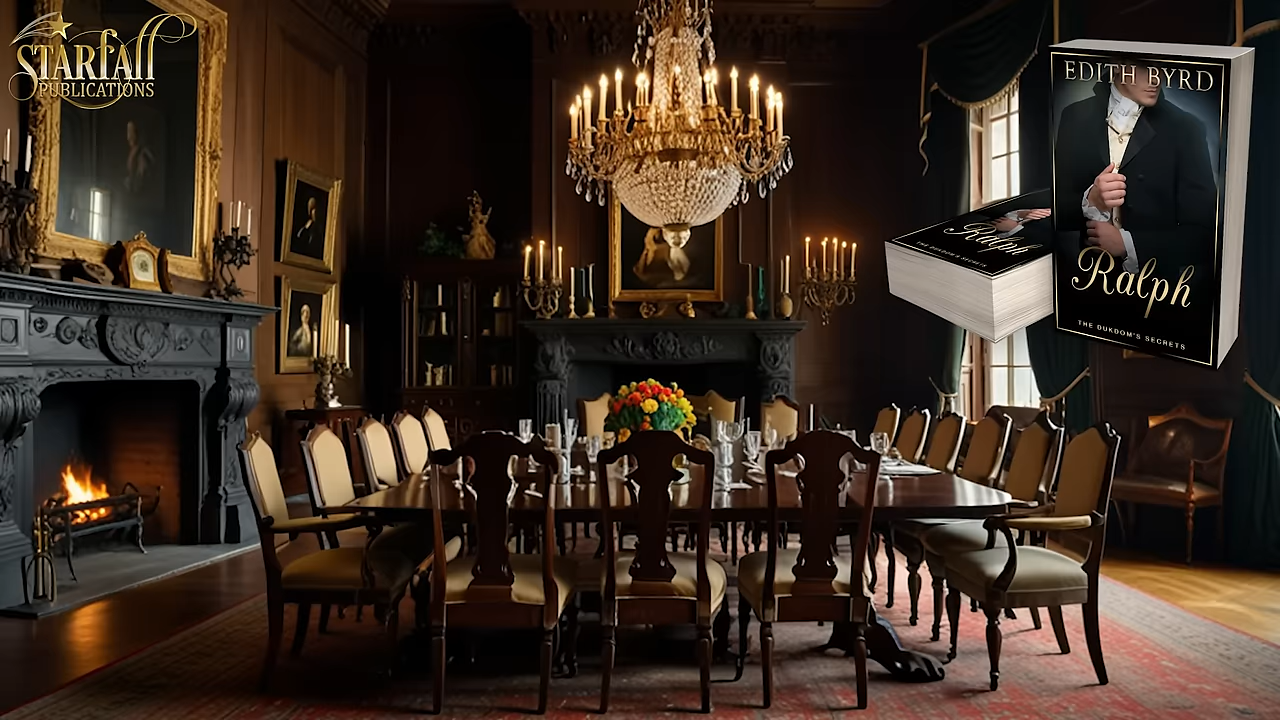 STARfall
PUBLICATIONS
EDITH BYRD
Ralph
THE DUKDOM'S SECRETS
Ralph
THE DUKDOM'S SECRETS